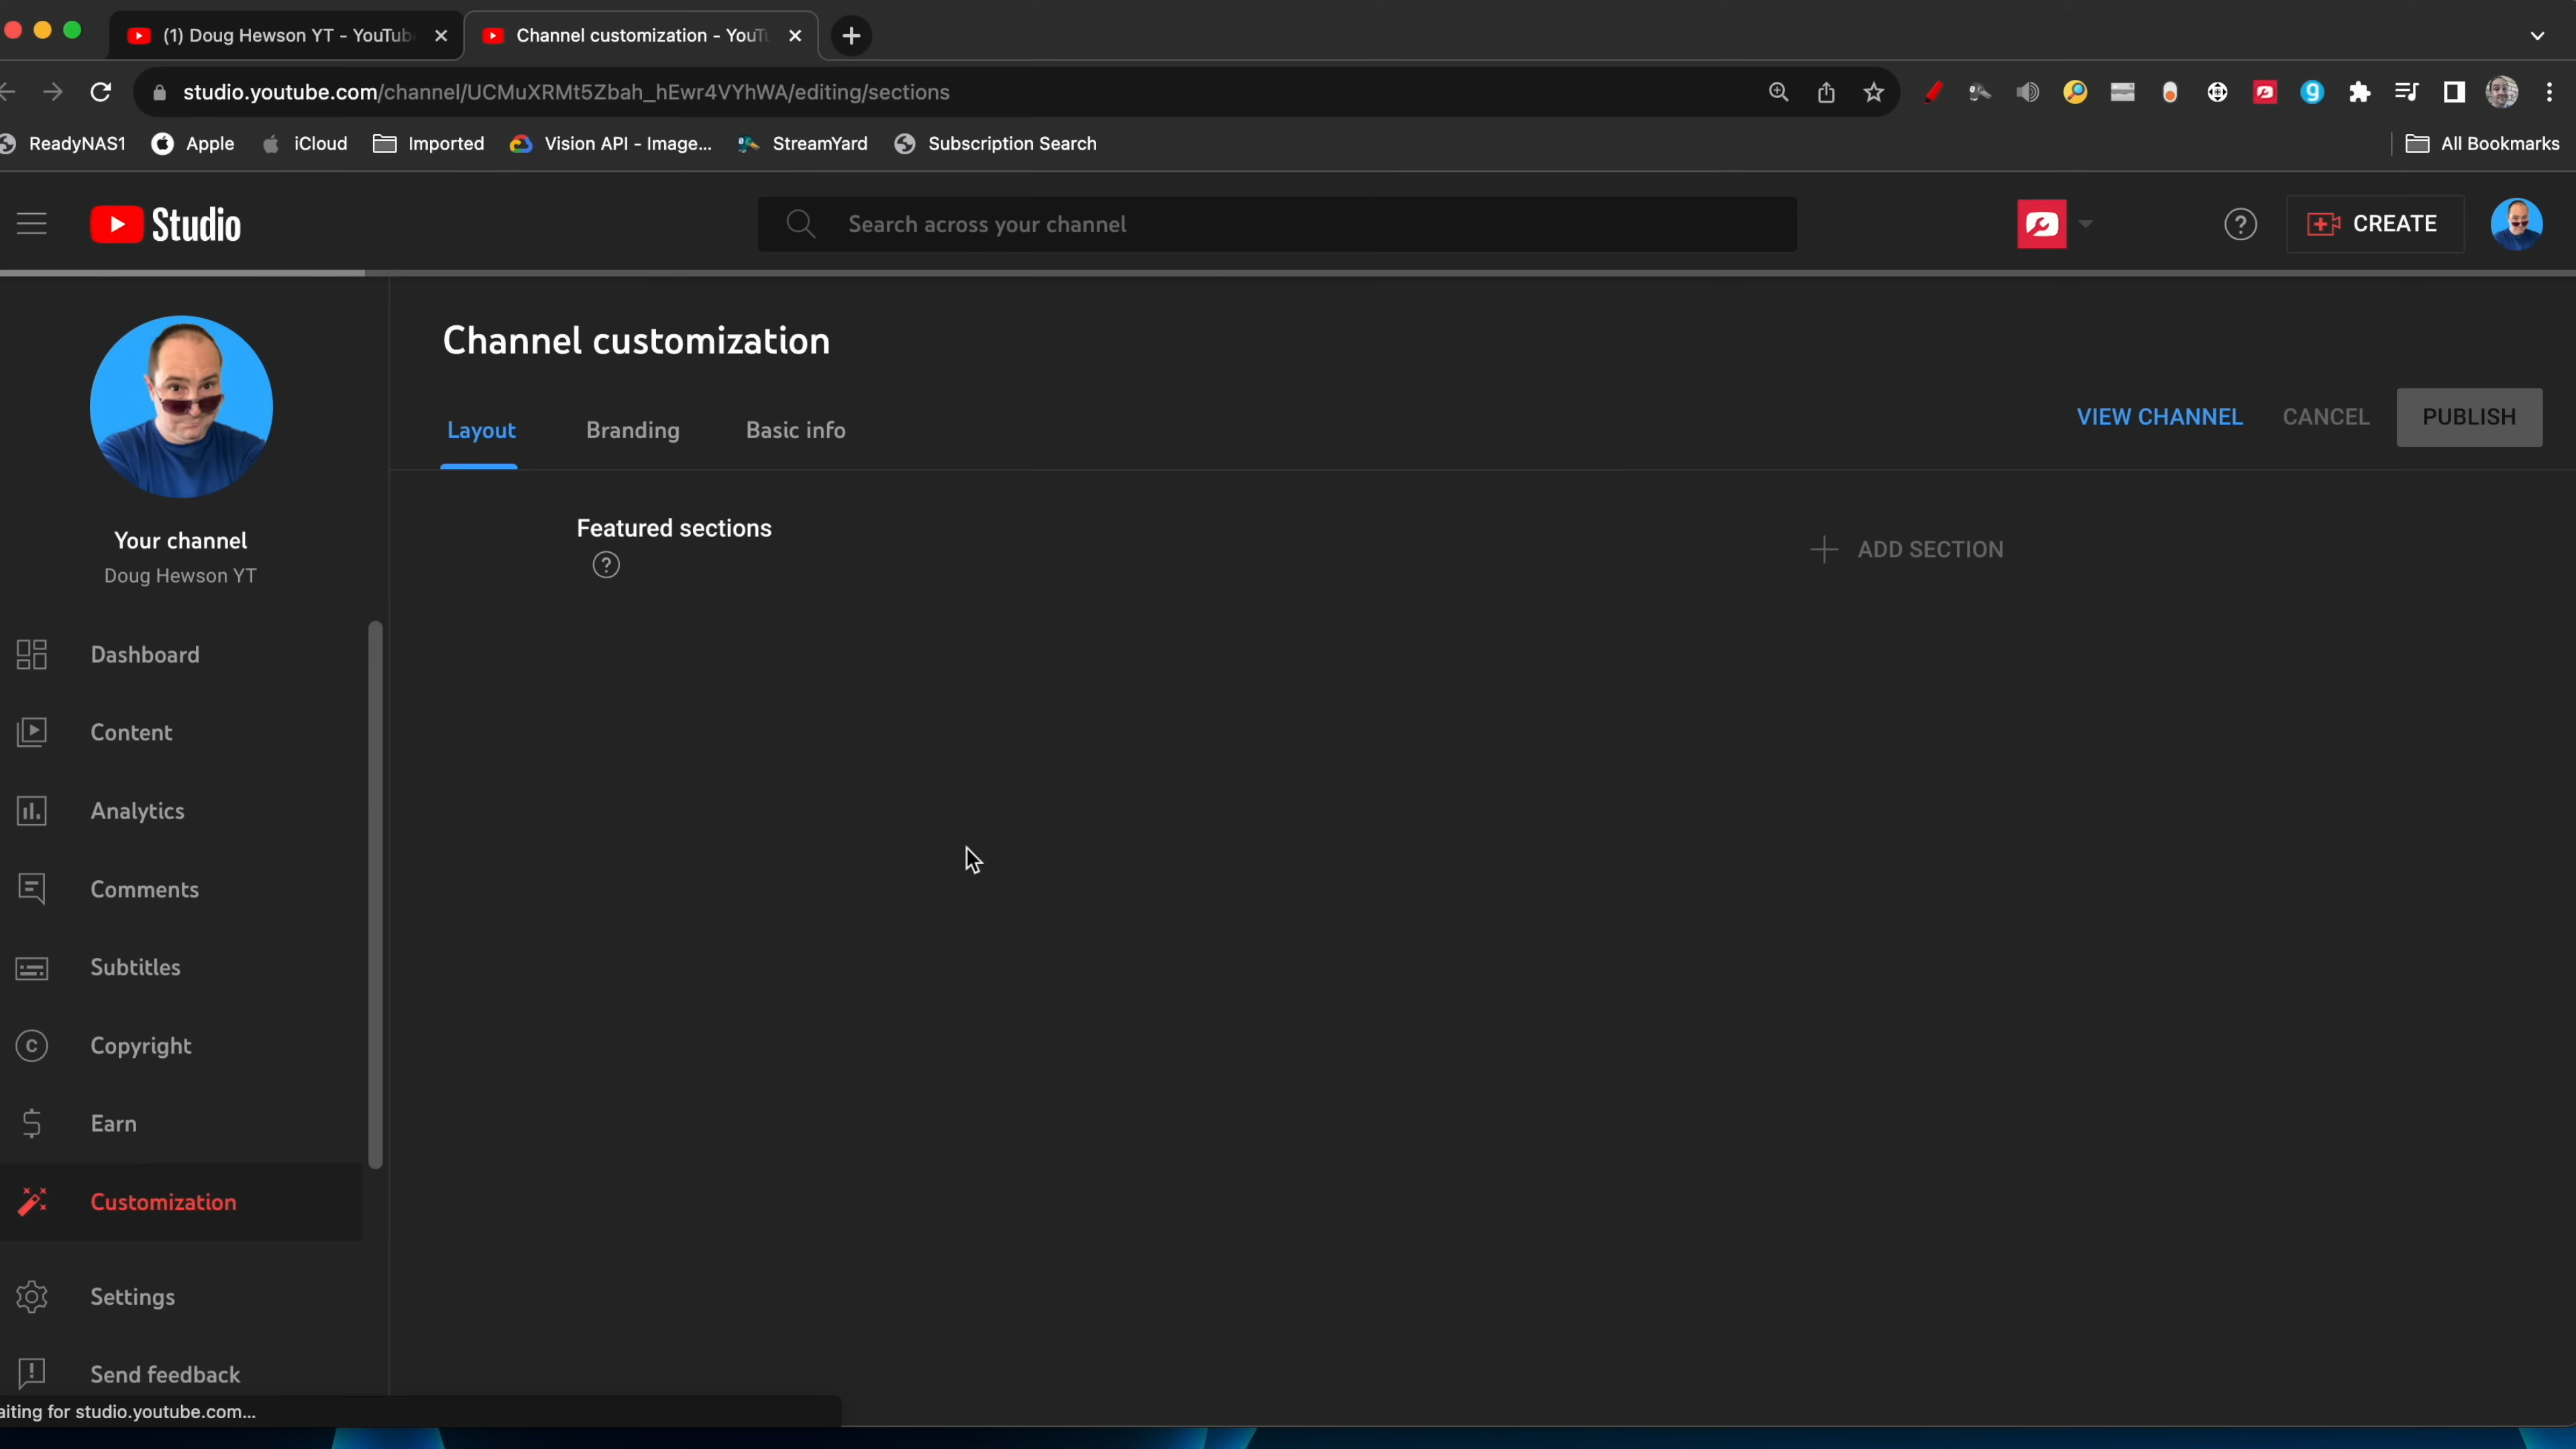 (1) Doug Hewson YT - YouTub
Channel customization - YouTu
studio.youtube.com/channel/UCMuXRMt5Zbah_hEwr4VYhWA/editing/sections
ReadyNAS1
Apple
iCloud
Imported
Vision API - Image...
StreamYard
Subscription Search
All Bookmarks
Studio
Search across your channel
CREATE
Channel customization
Layout
Branding
Basic info
VIEW CHANNEL
CANCEL
PUBLISH
Your channel
Doug Hewson YT
Featured sections
ADD SECTION
Dashboard
Content
Analytics
Comments
Subtitles
Copyright
Earn
Customization
Settings
Send feedback
aiting for studio.youtube.com...